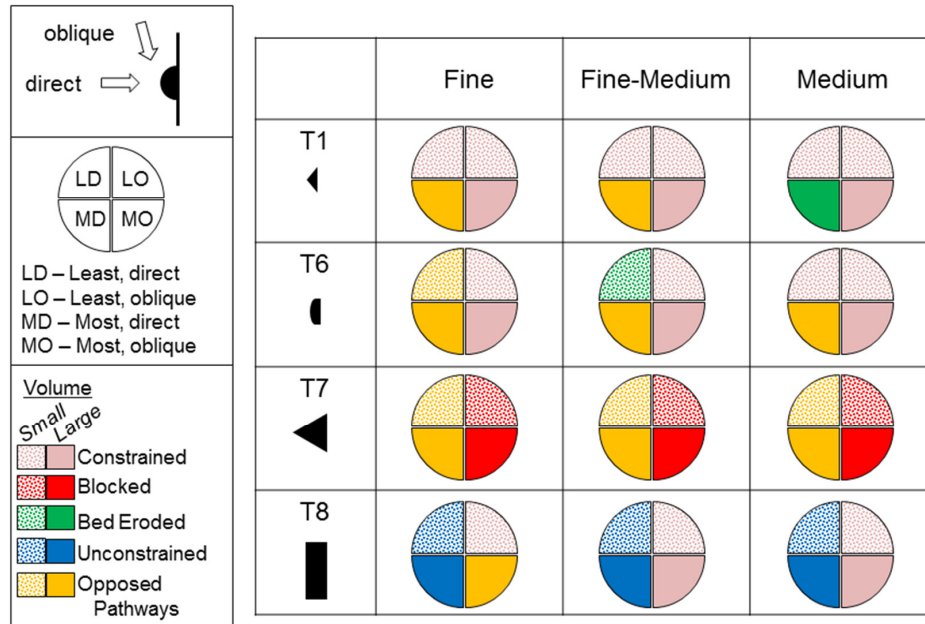 oblique
direct
LD LO
MD MO
LD – Least, direct
LO – Least, oblique
MD – Most, direct
MO – Most, oblique
Volume
Small
Large
Constrained
Blocked
Bed Eroded
Unconstrained
Opposed
Pathways
Fine Fine-Medium Medium
T1
T6
T7
T8